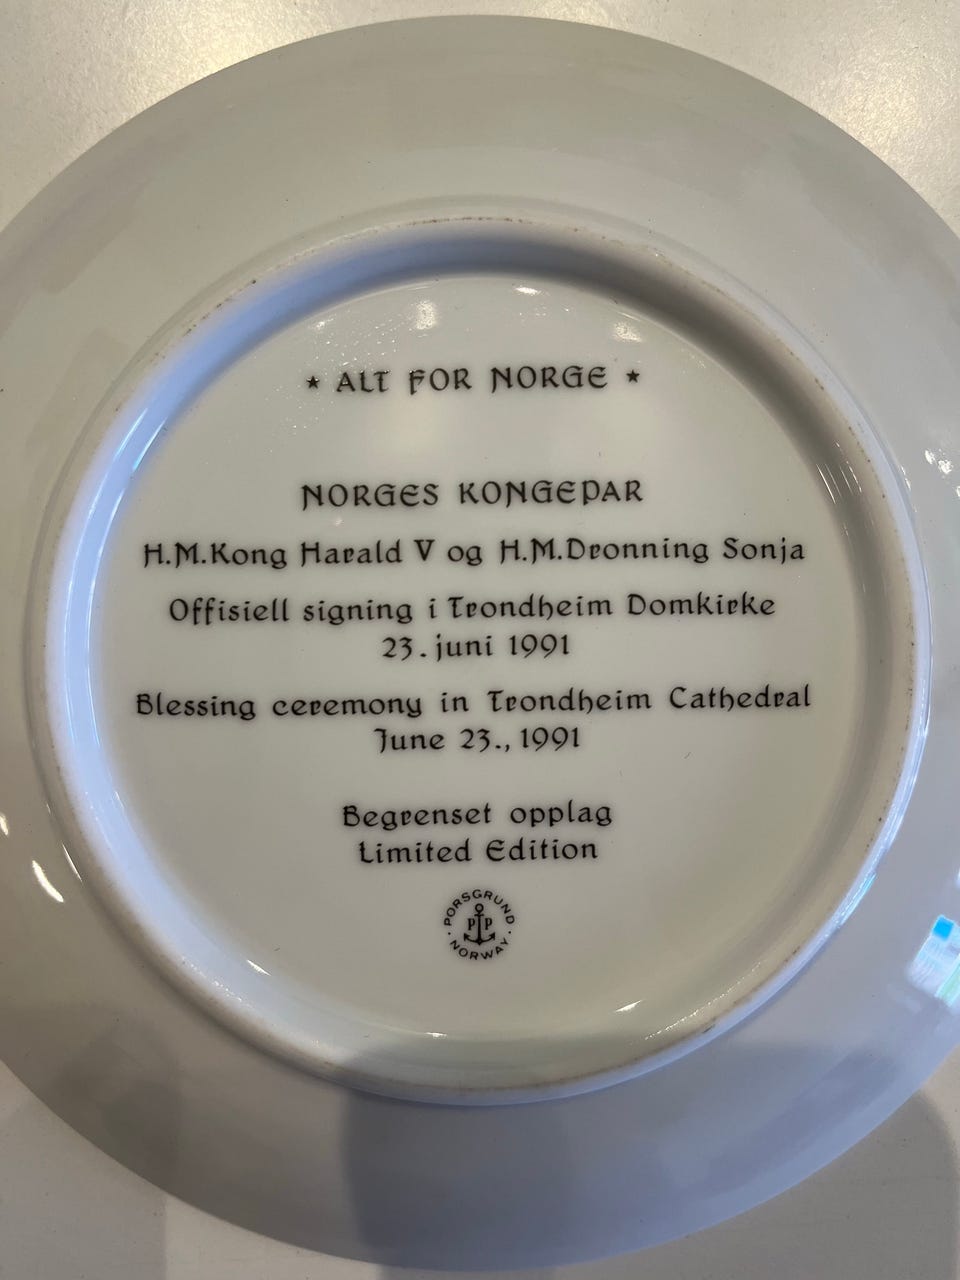 ★ ALT FOR NORGE ★
NORGES KONGEPAR
H.M.Kong Harald V og H.M.Dronning Sonja
Offisiell signing i Trondheim Domkirke
23. juni 1991
Blessing ceremony in Trondheim Cathedral
June 23., 1991
Begrenset opplag
Limited Edition
PORSGRUND
P P
· NORWAY ·